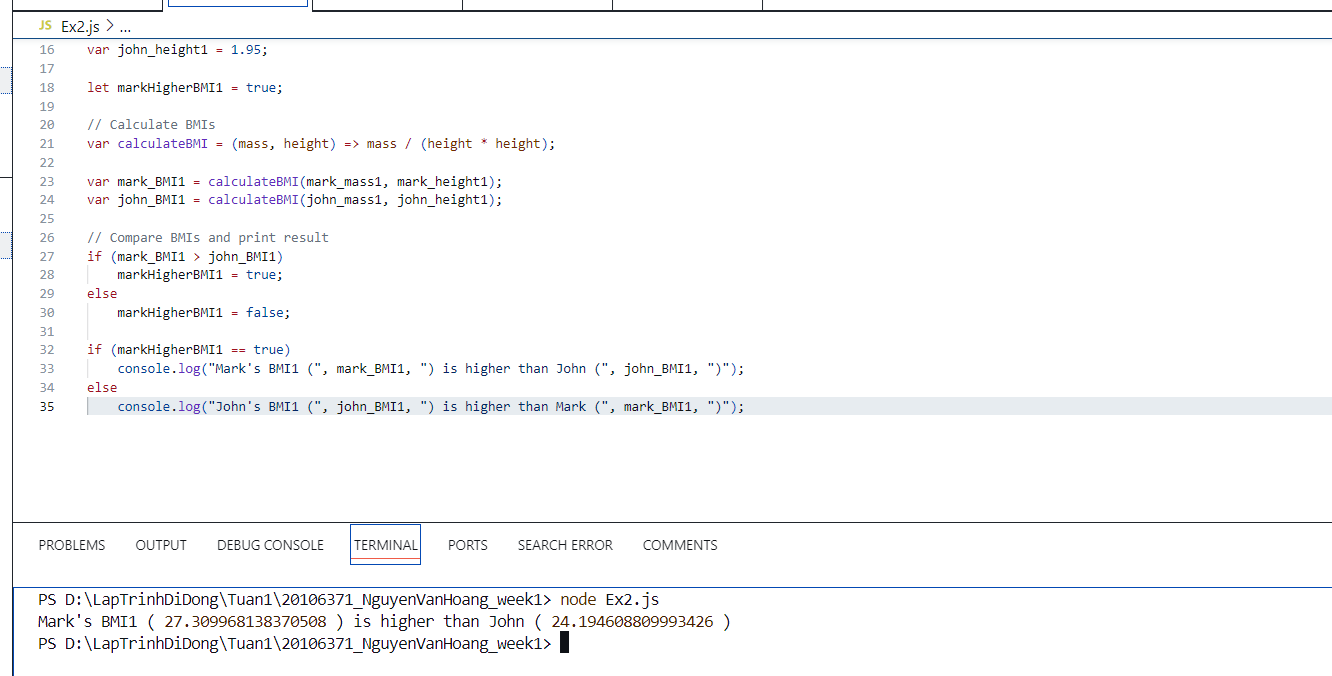 JS Ex2.js > ...
16 var john_height1 = 1.95;
17
18 let markHigherBMI1 = true;
19
20 // Calculate BMIs
21 var calculateBMI = (mass, height) => mass / (height * height);
22
23 var mark_BMI1 = calculateBMI(mark_mass1, mark_height1);
24 var john_BMI1 = calculateBMI(john_mass1, john_height1);
25
26 // Compare BMIs and print result
27 if (mark_BMI1 > john_BMI1)
28     markHigherBMI1 = true;
29 else
30     markHigherBMI1 = false;
31
32 if (markHigherBMI1 == true)
33     console.log("Mark's BMI1 (", mark_BMI1, ") is higher than John (", john_BMI1, ")");
34 else
35     console.log("John's BMI1 (", john_BMI1, ") is higher than Mark (", mark_BMI1, ")");
PROBLEMS OUTPUT DEBUG CONSOLE TERMINAL PORTS SEARCH ERROR COMMENTS
PS D:\LapTrinhDiDong\Tuan1\20106371_NguyenVanHoang_week1> node Ex2.js
Mark's BMI1 ( 27.309968138370508 ) is higher than John ( 24.194608809993426 )
PS D:\LapTrinhDiDong\Tuan1\20106371_NguyenVanHoang_week1>